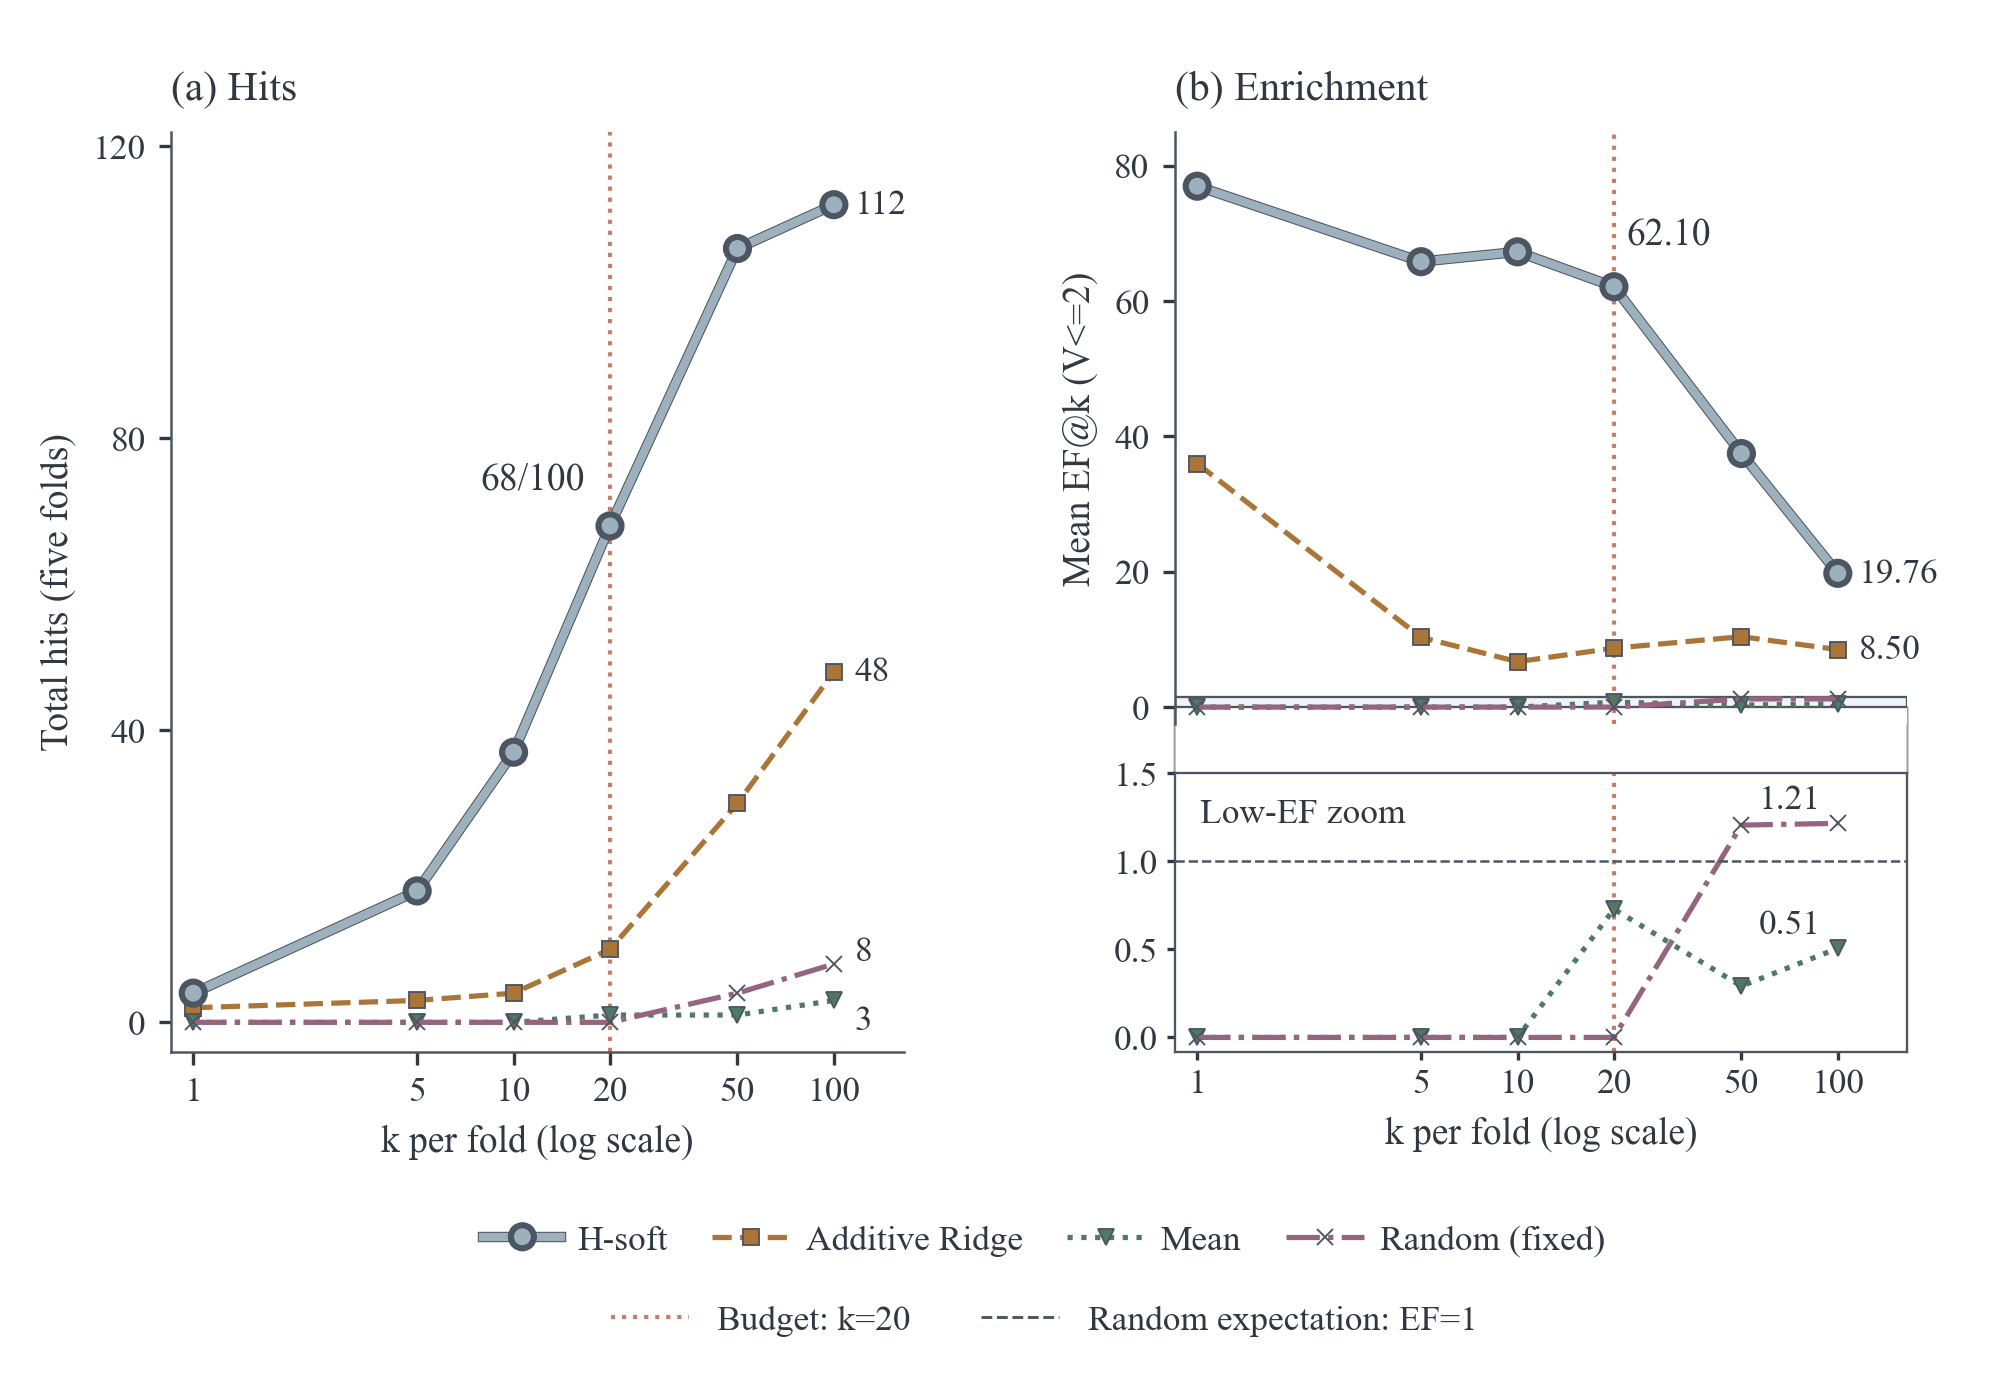 (a) Hits
120
80
40
0
Total hits (five folds)
68/100
112
48
8
3
1 5 10 20 50 100
k per fold (log scale)
(b) Enrichment
80
60
40
20
0
Mean EF@k (V<=2)
62.10
19.76
8.50
1.5
1.0
0.5
0.0
Low-EF zoom
1.21
0.51
1 5 10 20 50 100
k per fold (log scale)
H-soft Additive Ridge Mean Random (fixed)
Budget: k=20 Random expectation: EF=1